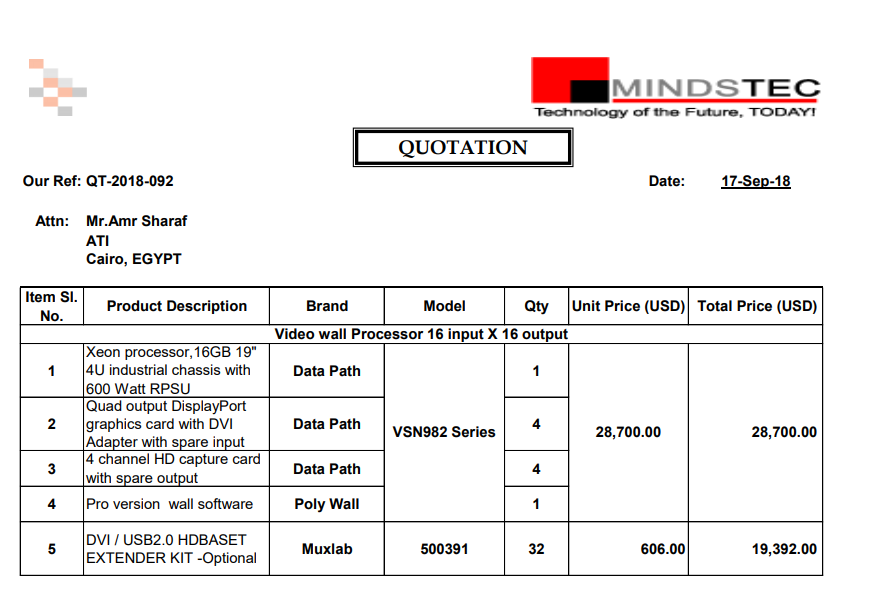 MINDSTEC
Technology of the Future, TODAY!
QUOTATION
Our Ref: QT-2018-092 Date: 17-Sep-18
Attn: Mr.Amr Sharaf
ATI
Cairo, EGYPT
Item Sl. No. Product Description Brand Model Qty Unit Price (USD) Total Price (USD)
Video wall Processor 16 input X 16 output
1 Xeon processor,16GB 19" 4U industrial chassis with 600 Watt RPSU Data Path VSN982 Series 1 28,700.00 28,700.00
2 Quad output DisplayPort graphics card with DVI Adapter with spare input Data Path 4
3 4 channel HD capture card with spare output Data Path 4
4 Pro version wall software Poly Wall 1
5 DVI / USB2.0 HDBASET EXTENDER KIT -Optional Muxlab 500391 32 606.00 19,392.00